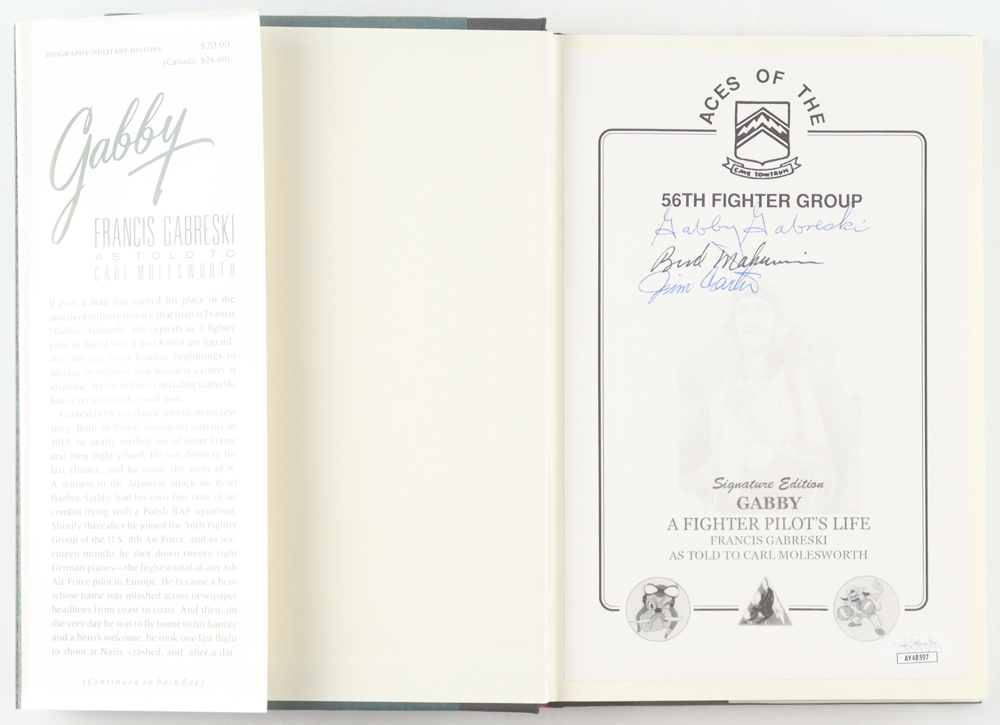 BIOGRAPHY/MILITARY HISTORY
$20.00
(Canada: $26.00)
Gabby
FRANCIS GABRESKI
AS TOLD TO
CARL MOLESWORTH
If ever a man has earned his place in the
annals of military history, that man is Francis
"Gabby" Gabreski. His exploits as a fighter
pilot in World War II and Korea are legend-
ary, his rise from humble beginnings to
success in military and business careers is
inspiring. Yet the full story of Gabby Gabreski
has never been told—until now.
Gabreski's life is a classic American success
story. Born to Polish immigrant parents in
1919, he nearly washed out of Notre Dame
and then flight school. He was down to his
last chance, and he made the most of it.
A witness to the Japanese attack on Pearl
Harbor, Gabby had his own first taste of air
combat flying with a Polish RAF squadron.
Shortly thereafter he joined the 56th Fighter
Group of the U.S. 8th Air Force, and in sev-
enteen months he shot down twenty-eight
German planes—the highest total of any 8th
Air Force pilot in Europe. He became a hero
whose name was splashed across newspaper
headlines from coast to coast. And then, on
the very day he was to fly home to his fiancée
and a hero's welcome, he took one last flight
to shoot at Nazis, crashed, and, after a dar-
(Continued on back flap)
ACES OF THE
CAVE TONITRUM
56TH FIGHTER GROUP
Gabby Gabreski
Bud Mahurin
Jim Carter
Signature Edition
GABBY
A FIGHTER PILOT'S LIFE
FRANCIS GABRESKI
AS TOLD TO CARL MOLESWORTH
AY48597